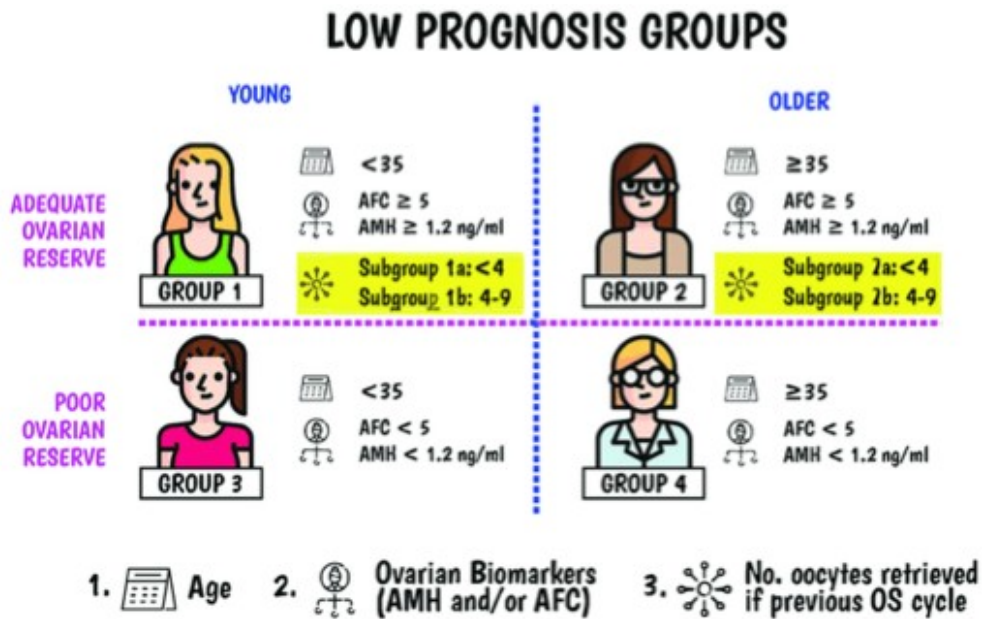 LOW PROGNOSIS GROUPS
YOUNG
OLDER
ADEQUATE
OVARIAN
RESERVE
<35
AFC ≥ 5
AMH ≥ 1.2 ng/ml
Subgroup 1a: <4
Subgroup 1b: 4-9
GROUP 1
≥35
AFC ≥ 5
AMH ≥ 1.2 ng/ml
Subgroup 2a: <4
Subgroup 2b: 4-9
GROUP 2
POOR
OVARIAN
RESERVE
<35
AFC < 5
AMH < 1.2 ng/ml
GROUP 3
≥35
AFC < 5
AMH < 1.2 ng/ml
GROUP 4
1. Age
2. Ovarian Biomarkers
(AMH and/or AFC)
3. No. oocytes retrieved
if previous OS cycle